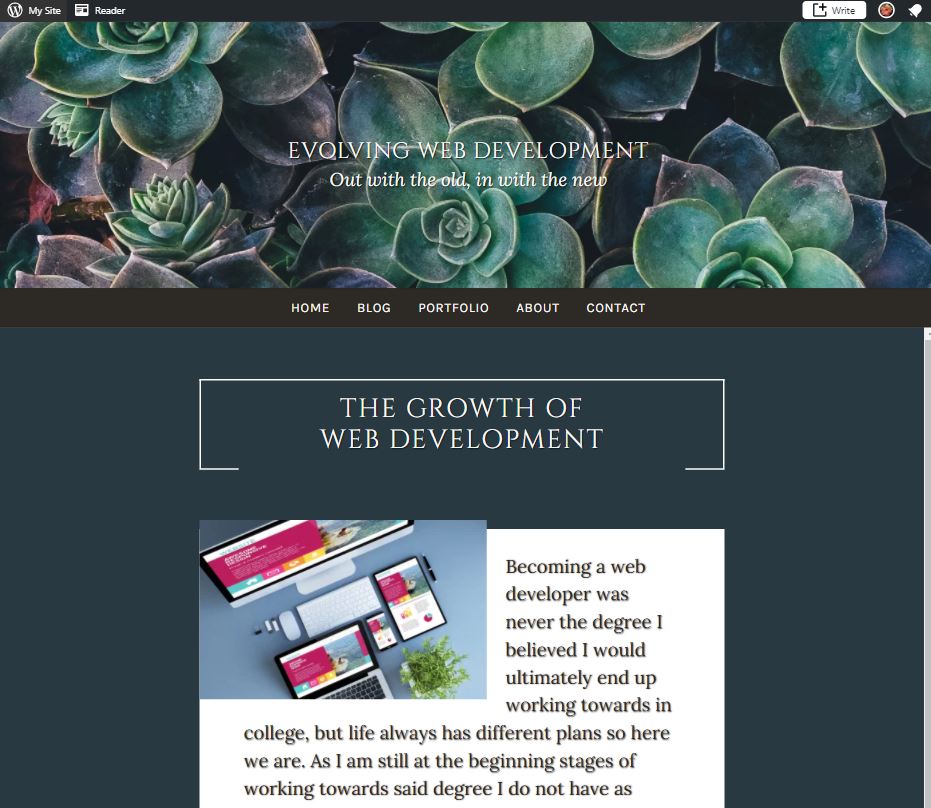 My Site Reader Write
EVOLVING WEB DEVELOPMENT
Out with the old, in with the new
HOME BLOG PORTFOLIO ABOUT CONTACT
THE GROWTH OF
WEB DEVELOPMENT
AWESOME
RESPONSIVE
DESIGN
Becoming a web
developer was
never the degree I
believed I would
ultimately end up
working towards in
college, but life always has different plans so here
we are. As I am still at the beginning stages of
working towards said degree I do not have as